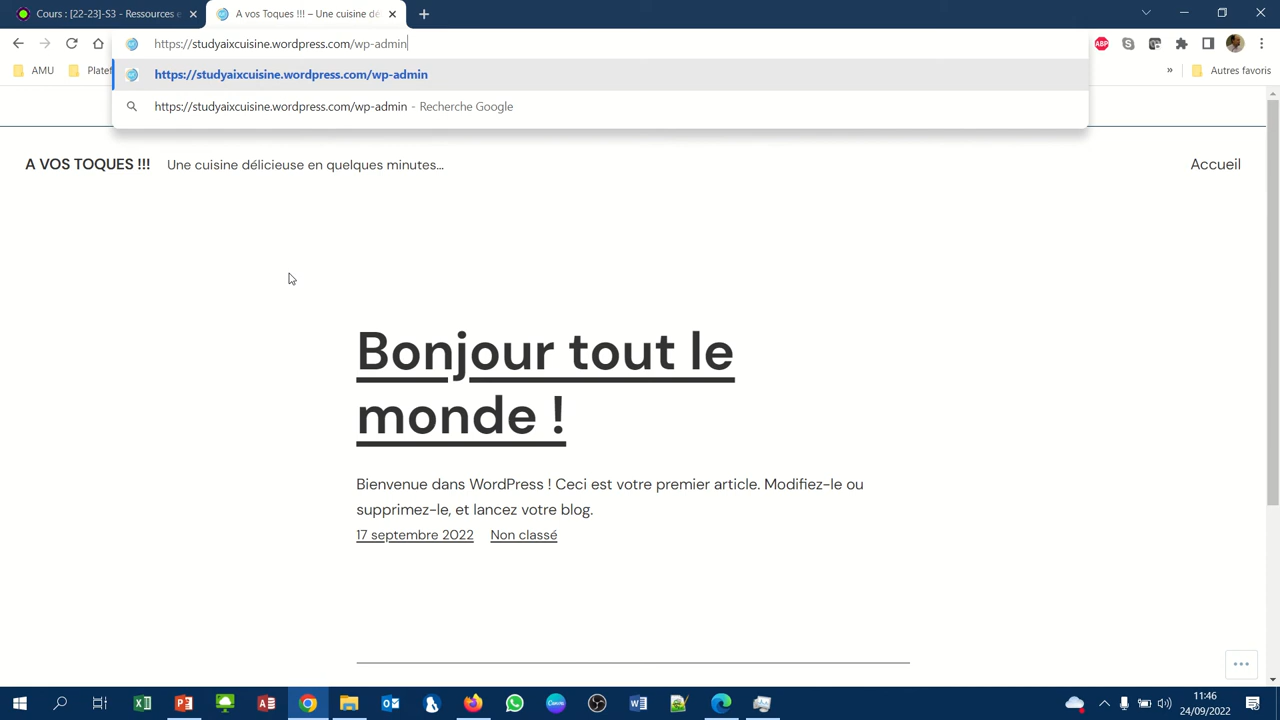 Cours : [22-23]-S3 - Ressources e
A vos Toques !!! – Une cuisine dé
https://studyaixcuisine.wordpress.com/wp-admin
ABP
AMU
Platef
https://studyaixcuisine.wordpress.com/wp-admin
»
Autres favoris
https://studyaixcuisine.wordpress.com/wp-admin - Recherche Google
A VOS TOQUES !!!
Une cuisine délicieuse en quelques minutes...
Accueil
Bonjour tout le
monde !
Bienvenue dans WordPress ! Ceci est votre premier article. Modifiez-le ou
supprimez-le, et lancez votre blog.
17 septembre 2022
Non classé
11:46
24/09/2022